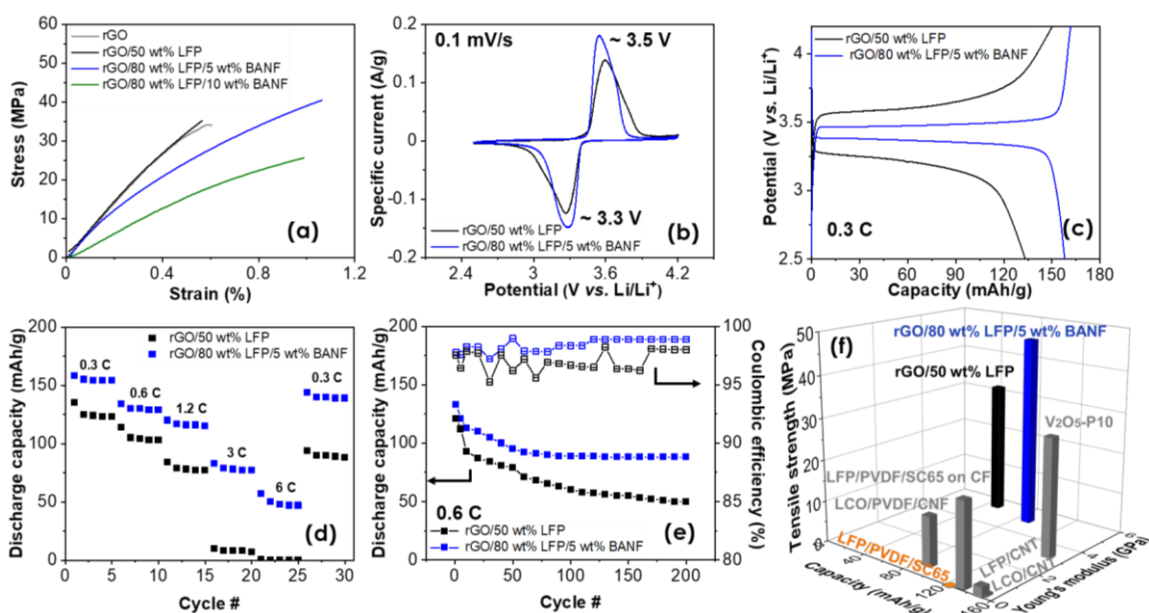 rGO
rGO/50 wt% LFP
rGO/80 wt% LFP/5 wt% BANF
rGO/80 wt% LFP/10 wt% BANF
60
50
40
30
20
10
0
Stress (MPa)
0
0.4
0.8
1.2
Strain (%)
(a)
0.1 mV/s
~ 3.5 V
~ 3.3 V
0.2
0.1
0
-0.1
-0.2
Specific current (A/g)
rGO/50 wt% LFP
rGO/80 wt% LFP/5 wt% BANF
(b)
2.4
3
3.6
4.2
Potential (V vs. Li/Li⁺)
rGO/50 wt% LFP
rGO/80 wt% LFP/5 wt% BANF
4
3.5
3
2.5
Potential (V vs. Li/Li⁺)
0.3 C
(c)
0
30
60
90
120
150
180
Capacity (mAh/g)
rGO/50 wt% LFP
rGO/80 wt% LFP/5 wt% BANF
200
150
100
50
0
Discharge capacity (mAh/g)
0.3 C
0.6 C
1.2 C
3 C
6 C
0.3 C
(d)
0
5
10
15
20
25
30
Cycle #
200
150
100
50
0
Discharge capacity (mAh/g)
100
95
90
85
80
Coulombic efficiency (%)
(e)
0.6 C
rGO/50 wt% LFP
rGO/80 wt% LFP/5 wt% BANF
0
50
100
150
200
Cycle #
(f)
rGO/80 wt% LFP/5 wt% BANF
rGO/50 wt% LFP
V₂O₅-P10
LFP/PVDF/SC65 on CF
LCO/PVDF/CNF
LFP/PVDF/SC65
LFP/CNT
LCO/CNT
50
40
30
20
10
Tensile strength (MPa)
40
80
120
160
Capacity (mAh/g)
0
2
4
6
Young's modulus (GPa)